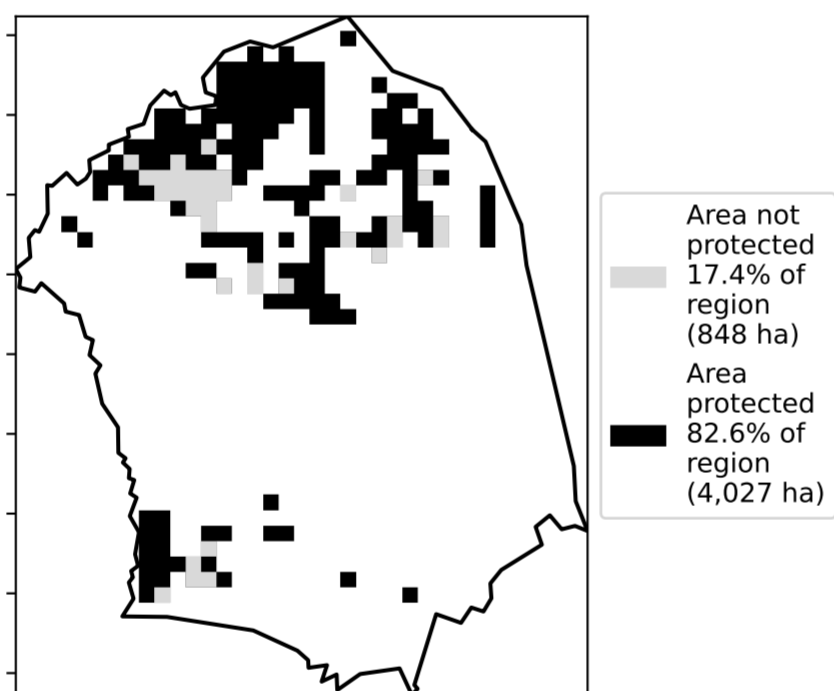 Area not
protected
17.4% of
region
(848 ha)
Area
protected
82.6% of
region
(4,027 ha)